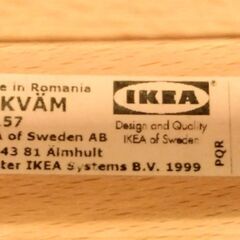 e in Romania
KVÄM
157
A of Sweden AB
43 81 Älmhult
ter IKEA Systems B.V. 1999
IKEA
Design and Quality
IKEA of Sweden
PQR